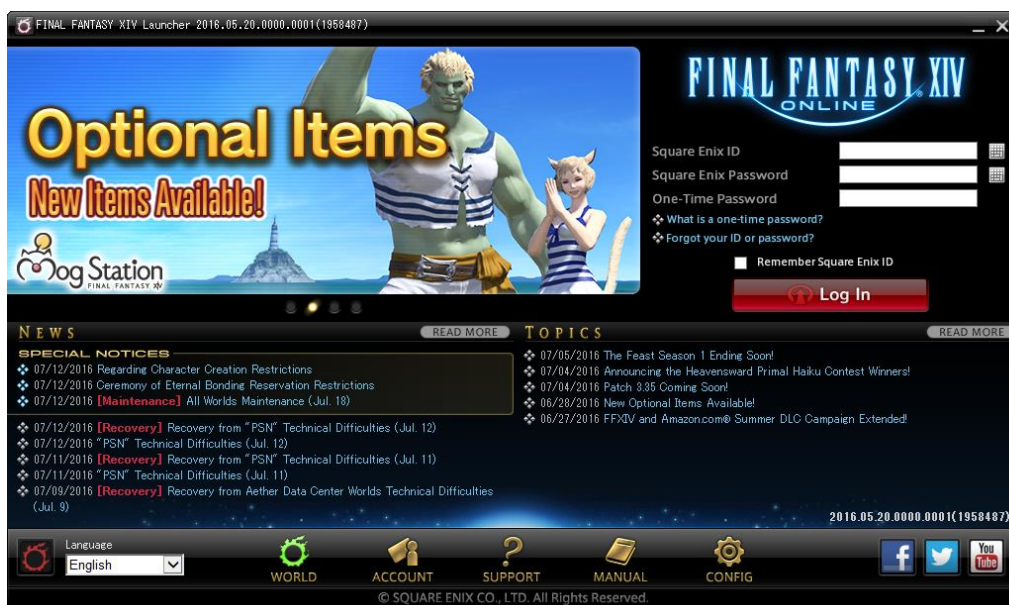 FINAL FANTASY XIV Launcher 2016.05.20.0000.0001(1958487)
Optional Items
New Items Available!
Mog Station
FINAL FANTASY XIV
FINAL FANTASY XIV
ONLINE
Square Enix ID
Square Enix Password
One-Time Password
What is a one-time password?
Forgot your ID or password?
Remember Square Enix ID
Log In
NEWS
READ MORE
SPECIAL NOTICES
07/12/2016 Regarding Character Creation Restrictions
07/12/2016 Ceremony of Eternal Bonding Reservation Restrictions
07/12/2016 [Maintenance] All Worlds Maintenance (Jul. 18)
07/12/2016 [Recovery] Recovery from "PSN" Technical Difficulties (Jul. 12)
07/12/2016 "PSN" Technical Difficulties (Jul. 12)
07/11/2016 [Recovery] Recovery from "PSN" Technical Difficulties (Jul. 11)
07/11/2016 "PSN" Technical Difficulties (Jul. 11)
07/09/2016 [Recovery] Recovery from Aether Data Center Worlds Technical Difficulties
(Jul. 9)
TOPICS
READ MORE
07/05/2016 The Feast Season 1 Ending Soon!
07/04/2016 Announcing the Heavensward Primal Haiku Contest Winners!
07/04/2016 Patch 3.35 Coming Soon!
06/28/2016 New Optional Items Available!
06/27/2016 FFXIV and Amazon.com® Summer DLC Campaign Extended!
2016.05.20.0000.0001(1958487)
Language
English
WORLD
ACCOUNT
SUPPORT
MANUAL
CONFIG
You
Tube
© SQUARE ENIX CO., LTD. All Rights Reserved.